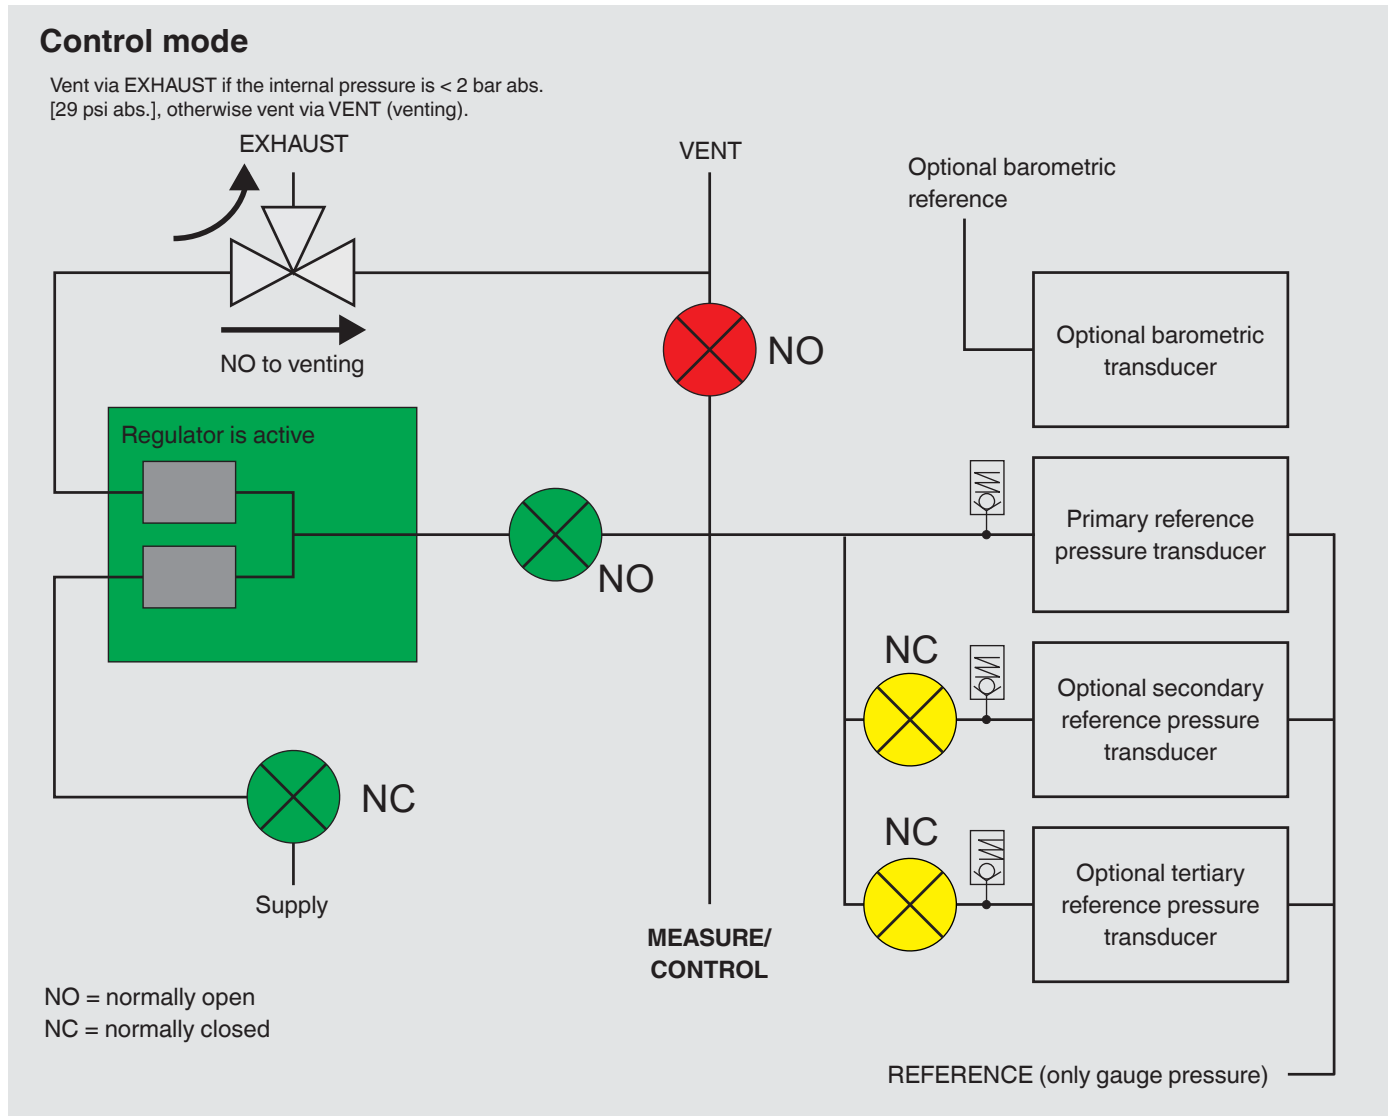 Control mode
Vent via EXHAUST if the internal pressure is < 2 bar abs.
[29 psi abs.], otherwise vent via VENT (venting).
EXHAUST
VENT
Optional barometric
reference
NO to venting
NO
Optional barometric
transducer
Regulator is active
NO
Primary reference
pressure transducer
NC
Optional secondary
reference pressure
transducer
NC
Supply
NC
Optional tertiary
reference pressure
transducer
MEASURE/
CONTROL
NO = normally open
NC = normally closed
REFERENCE (only gauge pressure)